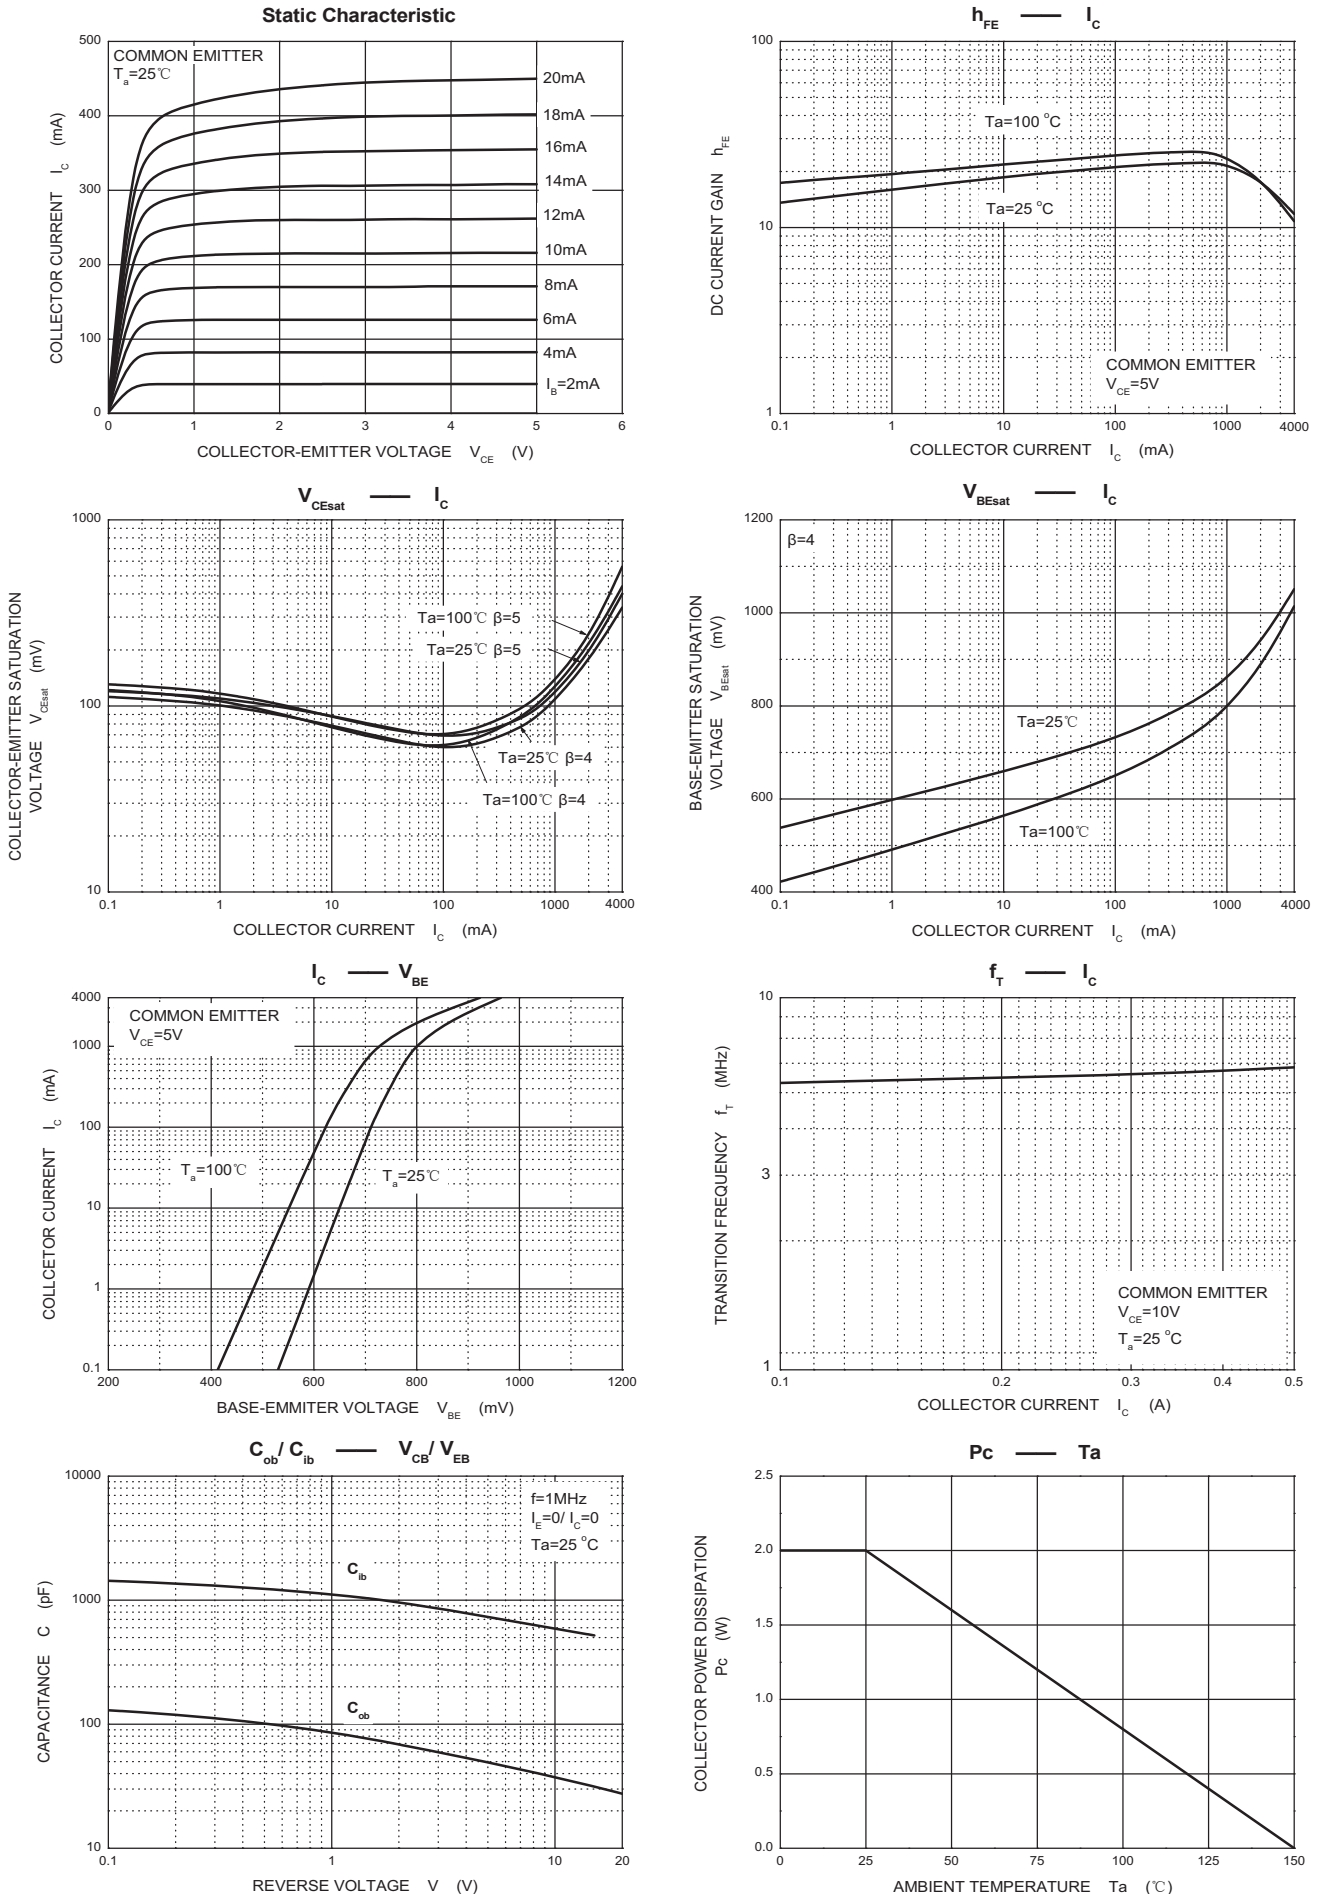 Static Characteristic
500
400
300
200
100
0
COMMON EMITTER
Ta=25℃
20mA
18mA
16mA
14mA
12mA
10mA
8mA
6mA
4mA
IB=2mA
0 1 2 3 4 5 6
COLLECTOR CURRENT IC (mA)
COLLECTOR-EMITTER VOLTAGE VCE (V)
hFE —— IC
100
10
1
Ta=100 °C
Ta=25 °C
COMMON EMITTER
VCE=5V
0.1 1 10 100 1000 4000
DC CURRENT GAIN hFE
COLLECTOR CURRENT IC (mA)
VCEsat —— IC
1000
100
10
Ta=100℃ β=5
Ta=25℃ β=5
Ta=25℃ β=4
Ta=100℃ β=4
0.1 1 10 100 1000 4000
COLLECTOR-EMITTER SATURATION
VOLTAGE VCEsat (mV)
COLLECTOR CURRENT IC (mA)
VBEsat —— IC
1200
1000
800
600
400
β=4
Ta=25℃
Ta=100℃
0.1 1 10 100 1000 4000
BASE-EMITTER SATURATION
VOLTAGE VBEsat (mV)
COLLECTOR CURRENT IC (mA)
IC —— VBE
4000
1000
100
10
1
0.1
COMMON EMITTER
VCE=5V
Ta=100℃
Ta=25℃
200 400 600 800 1000 1200
COLLCETOR CURRENT IC (mA)
BASE-EMMITER VOLTAGE VBE (mV)
fT —— IC
10
3
1
COMMON EMITTER
VCE=10V
Ta=25 °C
0.1 0.2 0.3 0.4 0.5
TRANSITION FREQUENCY fT (MHz)
COLLECTOR CURRENT IC (A)
Cob/ Cib —— VCB/ VEB
10000
1000
100
10
f=1MHz
IE=0/ IC=0
Ta=25 °C
Cib
Cob
0.1 1 10 20
CAPACITANCE C (pF)
REVERSE VOLTAGE V (V)
Pc —— Ta
2.5
2.0
1.5
1.0
0.5
0.0
0 25 50 75 100 125 150
COLLECTOR POWER DISSIPATION
Pc (W)
AMBIENT TEMPERATURE Ta (℃)